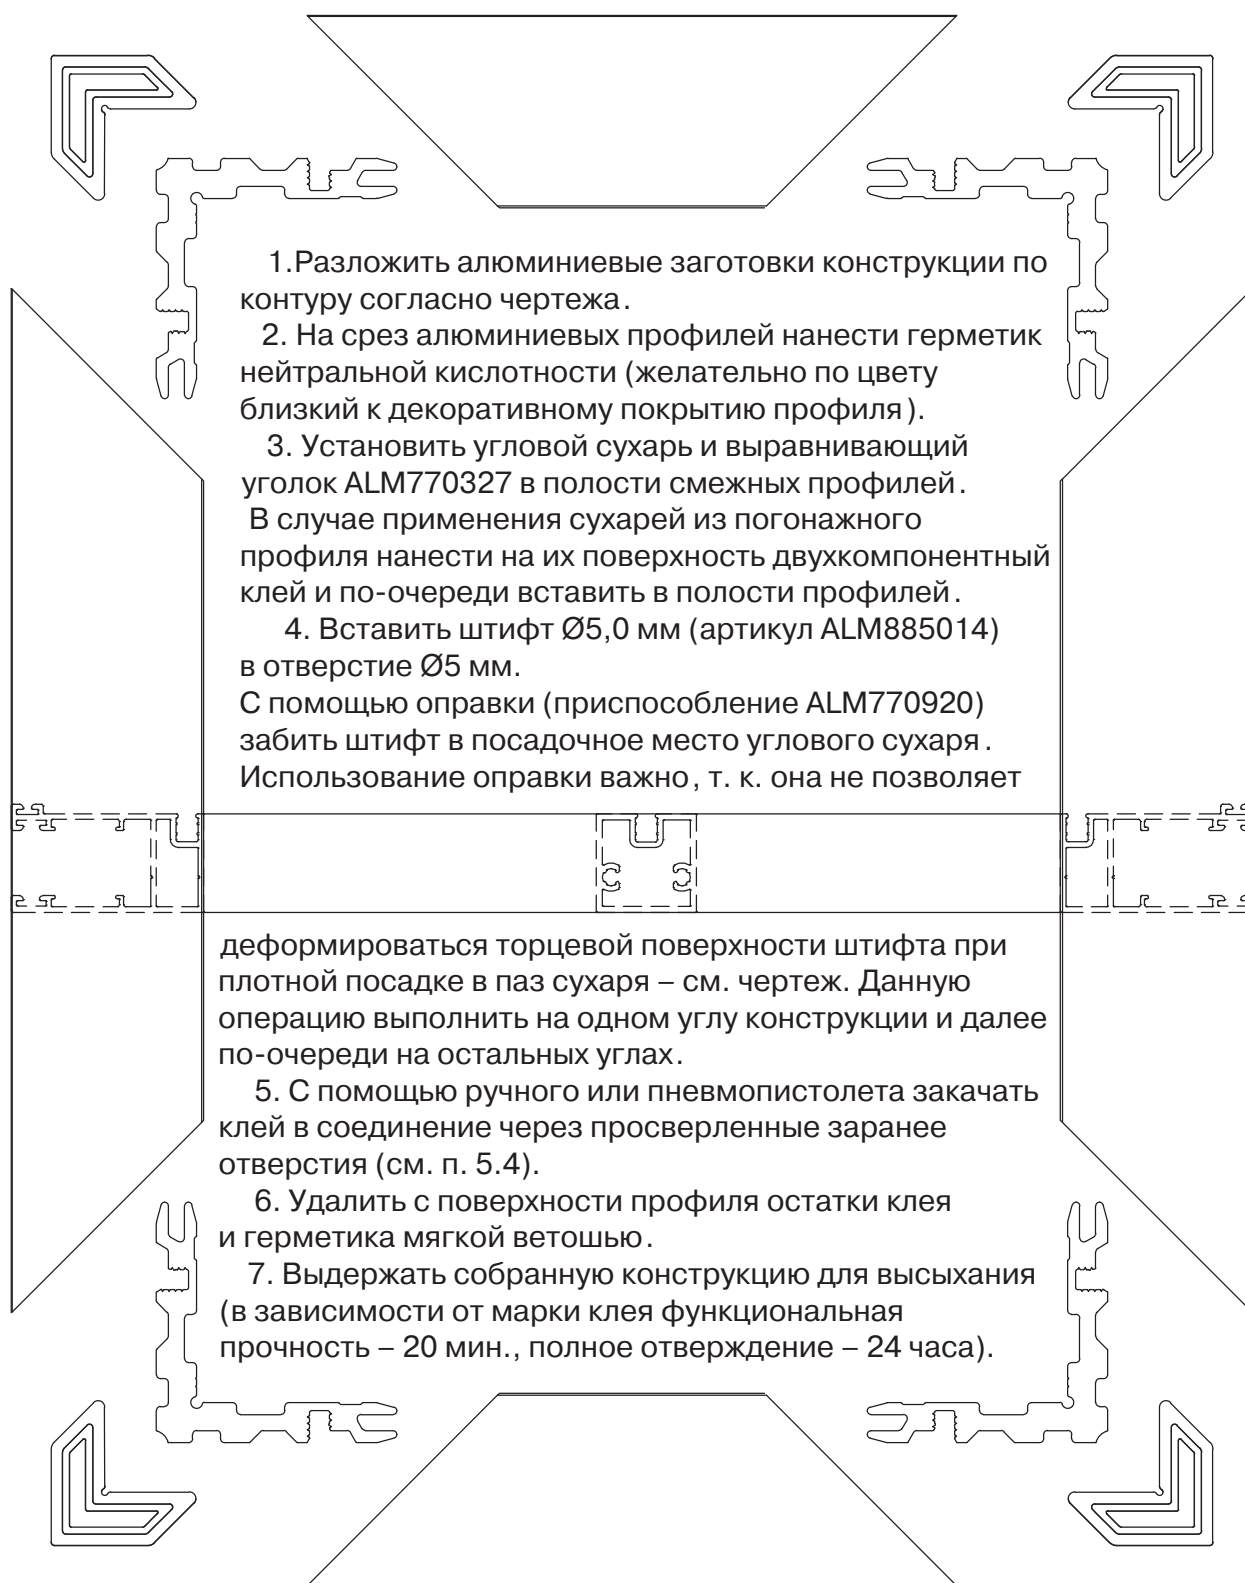 1.Разложить алюминиевые заготовки конструкции по
контуру согласно чертежа.
2. На срез алюминиевых профилей нанести герметик
нейтральной кислотности (желательно по цвету
близкий к декоративному покрытию профиля).
3. Установить угловой сухарь и выравнивающий
уголок ALM770327 в полости смежных профилей.
В случае применения сухарей из погонажного
профиля нанести на их поверхность двухкомпонентный
клей и по-очереди вставить в полости профилей.
4. Вставить штифт Ø5,0 мм (артикул ALM885014)
в отверстие Ø5 мм.
С помощью оправки (приспособление ALM770920)
забить штифт в посадочное место углового сухаря.
Использование оправки важно, т. к. она не позволяет
деформироваться торцевой поверхности штифта при
плотной посадке в паз сухаря – см. чертеж. Данную
операцию выполнить на одном углу конструкции и далее
по-очереди на остальных углах.
5. С помощью ручного или пневмопистолета закачать
клей в соединение через просверленные заранее
отверстия (см. п. 5.4).
6. Удалить с поверхности профиля остатки клея
и герметика мягкой ветошью.
7. Выдержать собранную конструкцию для высыхания
(в зависимости от марки клея функциональная
прочность – 20 мин., полное отверждение – 24 часа).